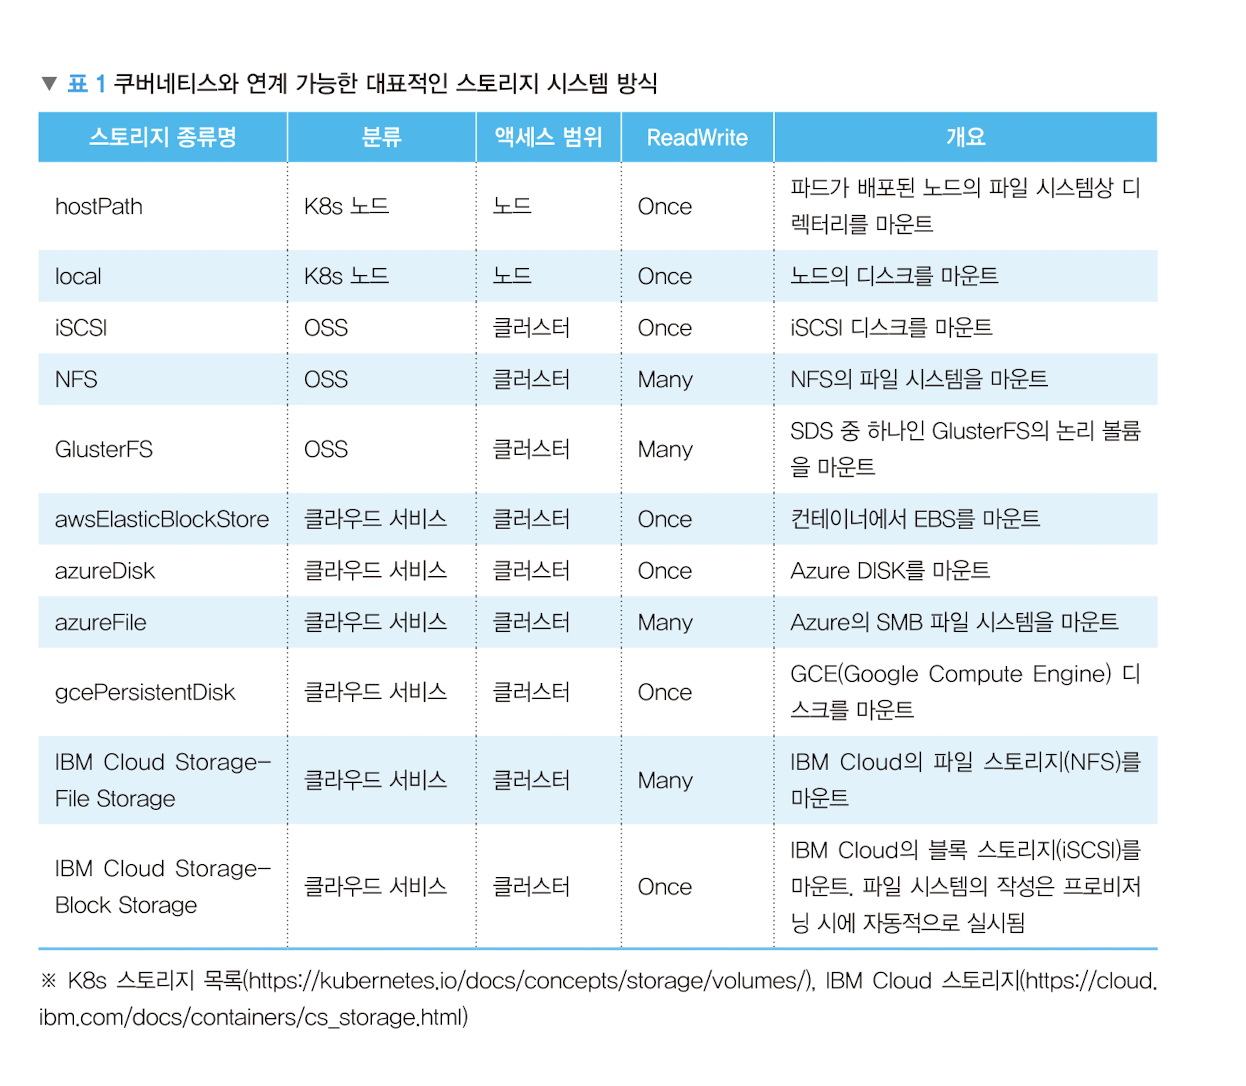 ▼ 표 1 쿠버네티스와 연계 가능한 대표적인 스토리지 시스템 방식
스토리지 종류명 분류 액세스 범위 ReadWrite 개요
hostPath K8s 노드 노드 Once 파드가 배포된 노드의 파일 시스템상 디
렉터리를 마운트
local K8s 노드 노드 Once 노드의 디스크를 마운트
iSCSI OSS 클러스터 Once iSCSI 디스크를 마운트
NFS OSS 클러스터 Many NFS의 파일 시스템을 마운트
GlusterFS OSS 클러스터 Many SDS 중 하나인 GlusterFS의 논리 볼륨
을 마운트
awsElasticBlockStore 클라우드 서비스 클러스터 Once 컨테이너에서 EBS를 마운트
azureDisk 클라우드 서비스 클러스터 Once Azure DISK를 마운트
azureFile 클라우드 서비스 클러스터 Many Azure의 SMB 파일 시스템을 마운트
gcePersistentDisk 클라우드 서비스 클러스터 Once GCE(Google Compute Engine) 디
스크를 마운트
IBM Cloud Storage-
File Storage 클라우드 서비스 클러스터 Many IBM Cloud의 파일 스토리지(NFS)를
마운트
IBM Cloud Storage-
Block Storage 클라우드 서비스 클러스터 Once IBM Cloud의 블록 스토리지(iSCSI)를
마운트. 파일 시스템의 작성은 프로비저
닝 시에 자동적으로 실시됨
※ K8s 스토리지 목록(https://kubernetes.io/docs/concepts/storage/volumes/), IBM Cloud 스토리지(https://cloud.
ibm.com/docs/containers/cs_storage.html)